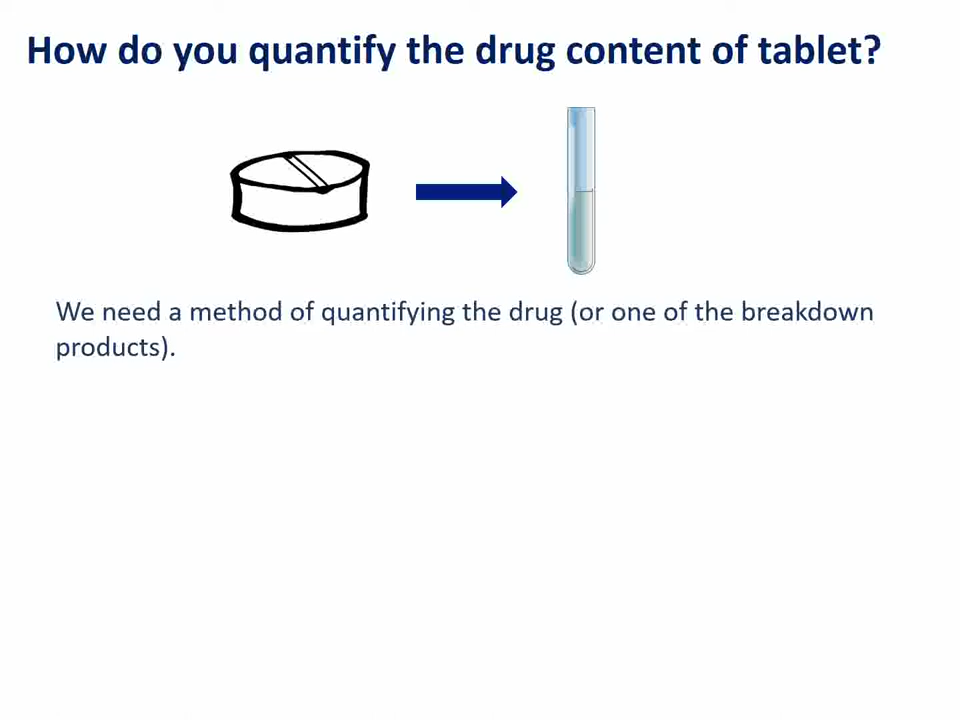 How do you quantify the drug content of tablet?
We need a method of quantifying the drug (or one of the breakdown
products).